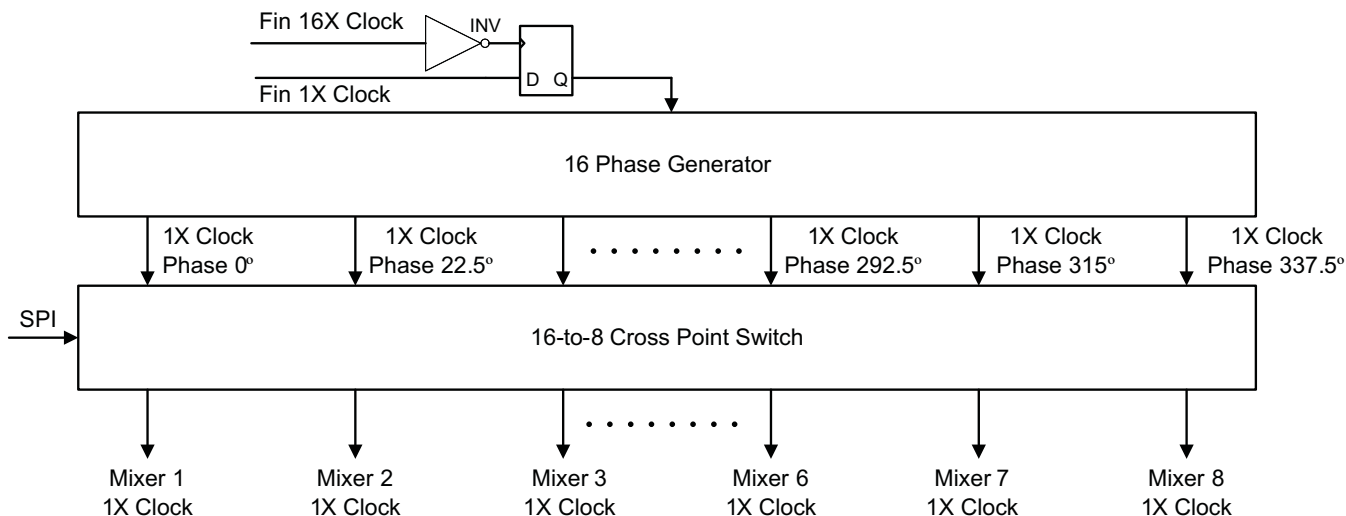 Fin 16X Clock
INV
D Q
Fin 1X Clock
16 Phase Generator
1X Clock
Phase 0º
1X Clock
Phase 22.5º
1X Clock
Phase 292.5º
1X Clock
Phase 315º
1X Clock
Phase 337.5º
SPI
16-to-8 Cross Point Switch
Mixer 1
1X Clock
Mixer 2
1X Clock
Mixer 3
1X Clock
Mixer 6
1X Clock
Mixer 7
1X Clock
Mixer 8
1X Clock